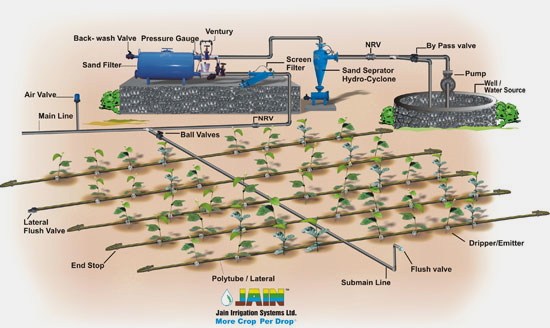 Ventury
Back- wash Valve
Pressure Gauge
NRV
By Pass valve
Sand Filter
Screen
Filter
Sand Seprator
Hydro-Cyclone
Pump
Well /
Water Source
Air Valve
Main Line
NRV
Ball Valves
Lateral
Flush Valve
Dripper/Emitter
End Stop
Polytube / Lateral
Submain Line
Flush valve
JAIN
Jain Irrigation Systems Ltd.
More Crop Per Drop